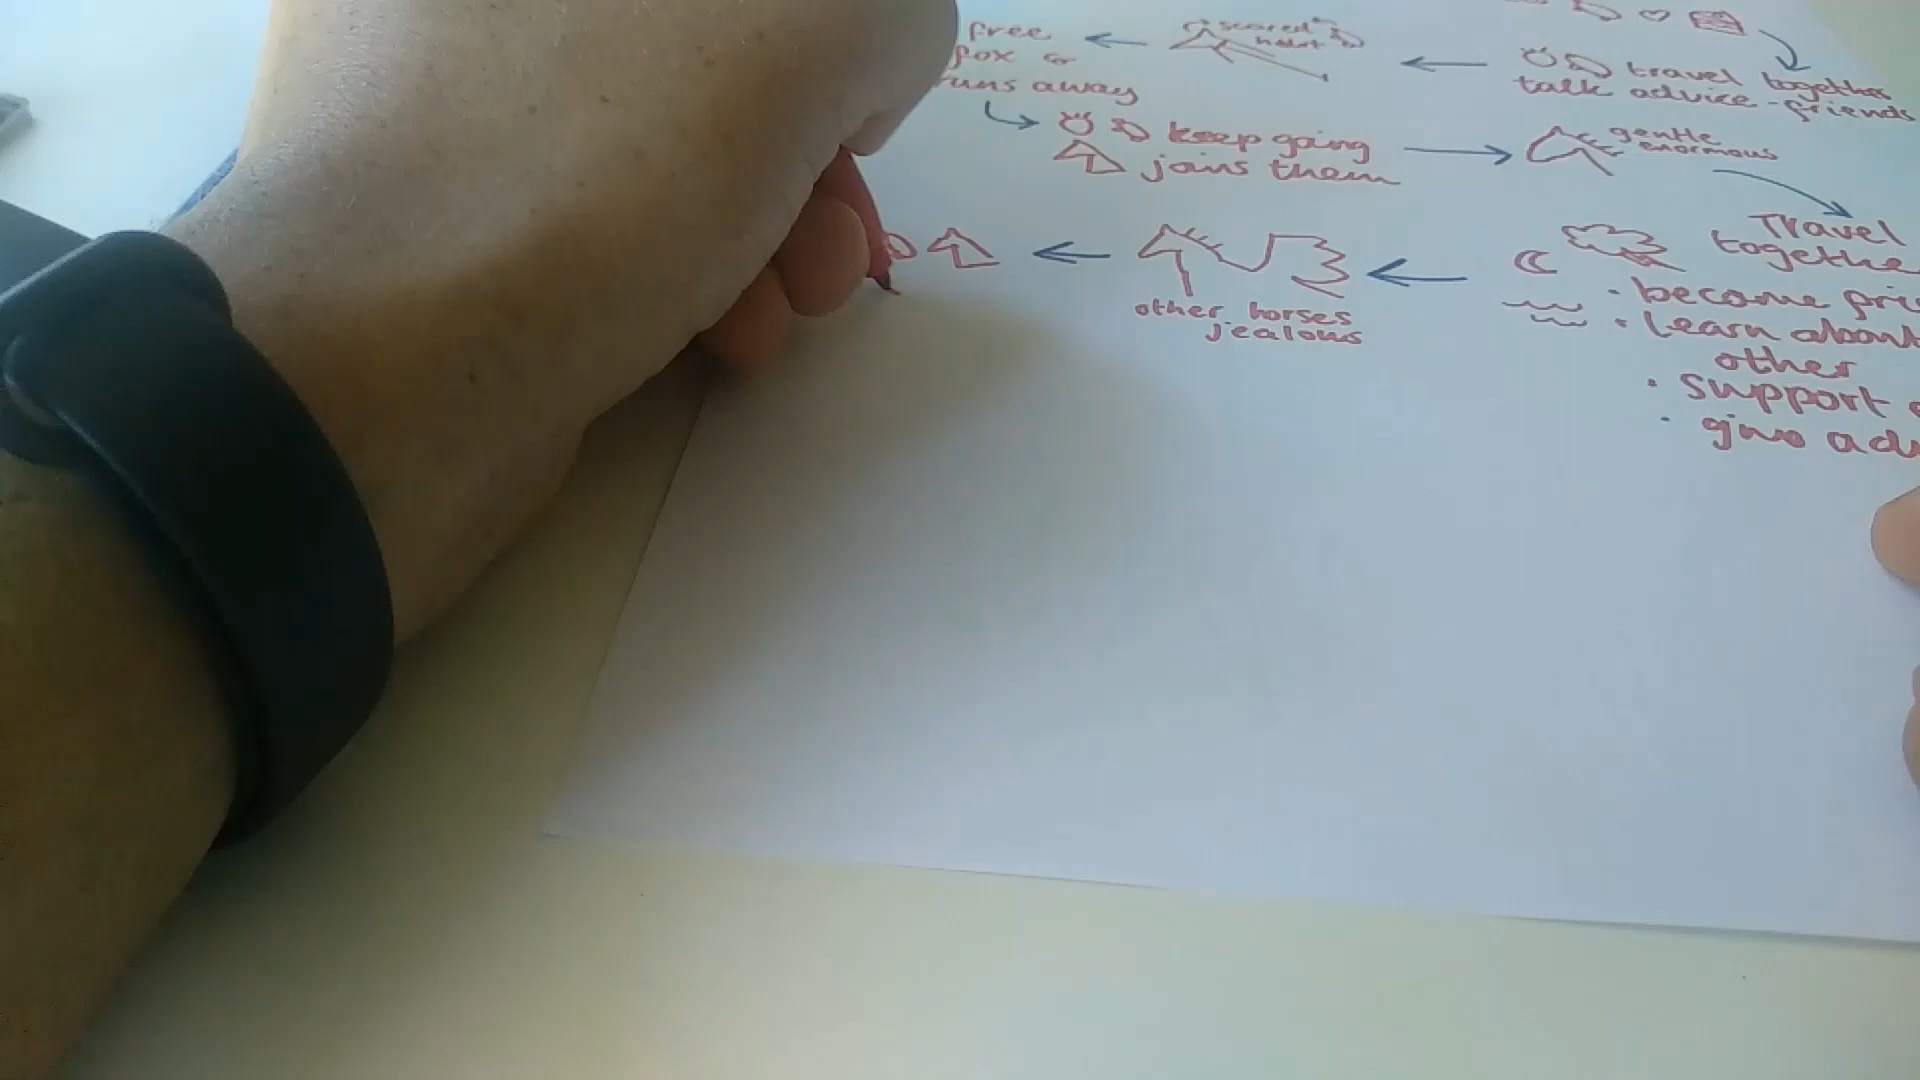 free
fox or
runs away
scared
travel together
talk advice - friends
keep going
joins them
gentle
enormous
Travel
together
other horses
jealous
• become
• Learn about
other
• support
•